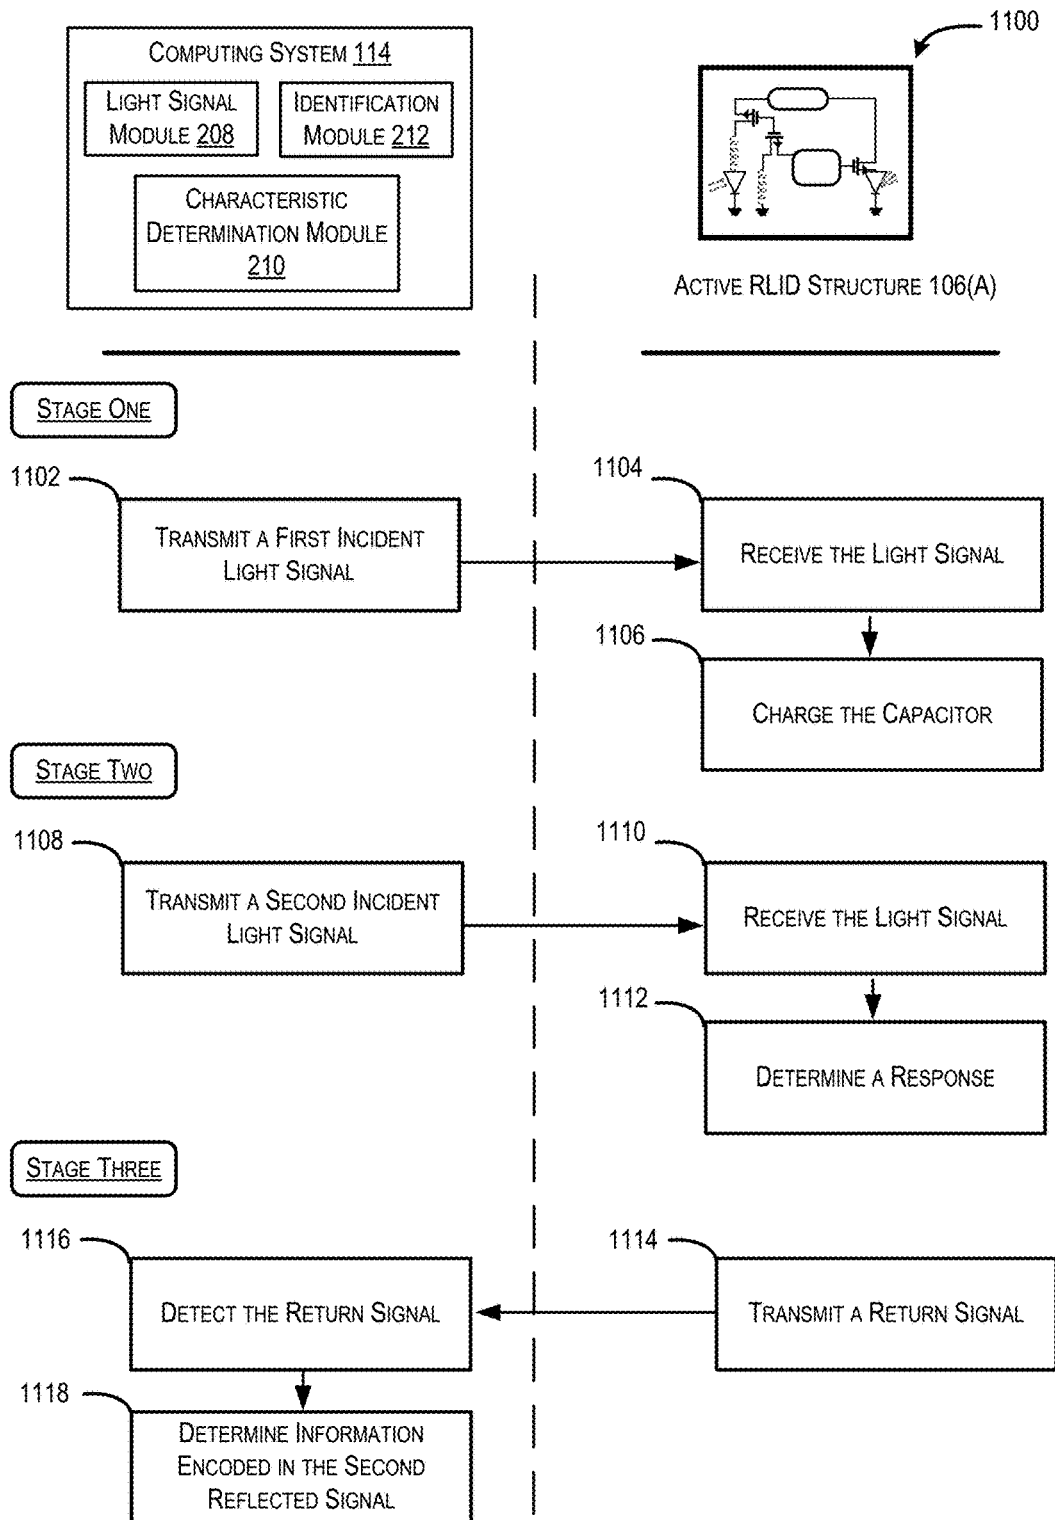 1100
COMPUTING SYSTEM 114
LIGHT SIGNAL
MODULE 208
IDENTIFICATION
MODULE 212
CHARACTERISTIC
DETERMINATION MODULE
210
ACTIVE RLID STRUCTURE 106(A)
STAGE ONE
1102
TRANSMIT A FIRST INCIDENT
LIGHT SIGNAL
1104
RECEIVE THE LIGHT SIGNAL
1106
CHARGE THE CAPACITOR
STAGE TWO
1108
TRANSMIT A SECOND INCIDENT
LIGHT SIGNAL
1110
RECEIVE THE LIGHT SIGNAL
1112
DETERMINE A RESPONSE
STAGE THREE
1116
DETECT THE RETURN SIGNAL
1114
TRANSMIT A RETURN SIGNAL
1118
DETERMINE INFORMATION
ENCODED IN THE SECOND
REFLECTED SIGNAL